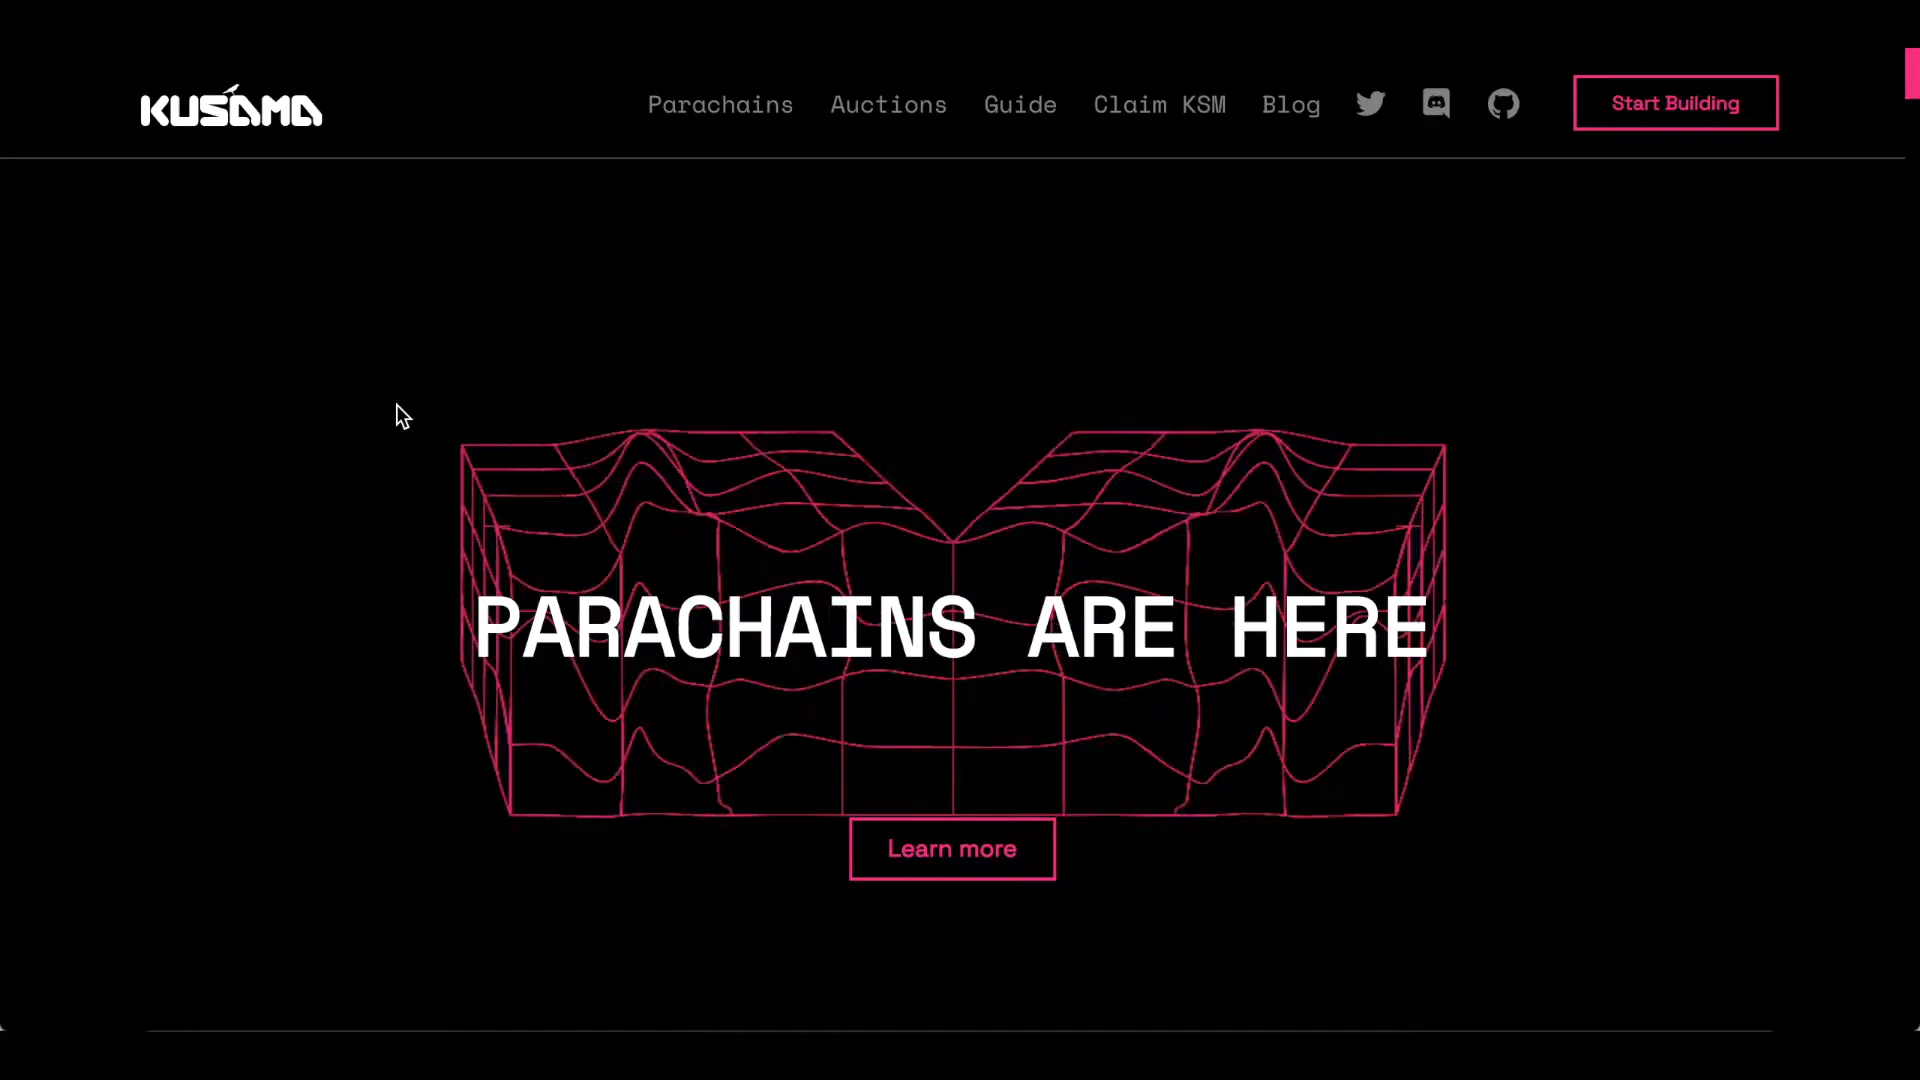 KUSAMA
Parachains Auctions Guide Claim KSM Blog Start Building
PARACHAINS ARE HERE
Learn more